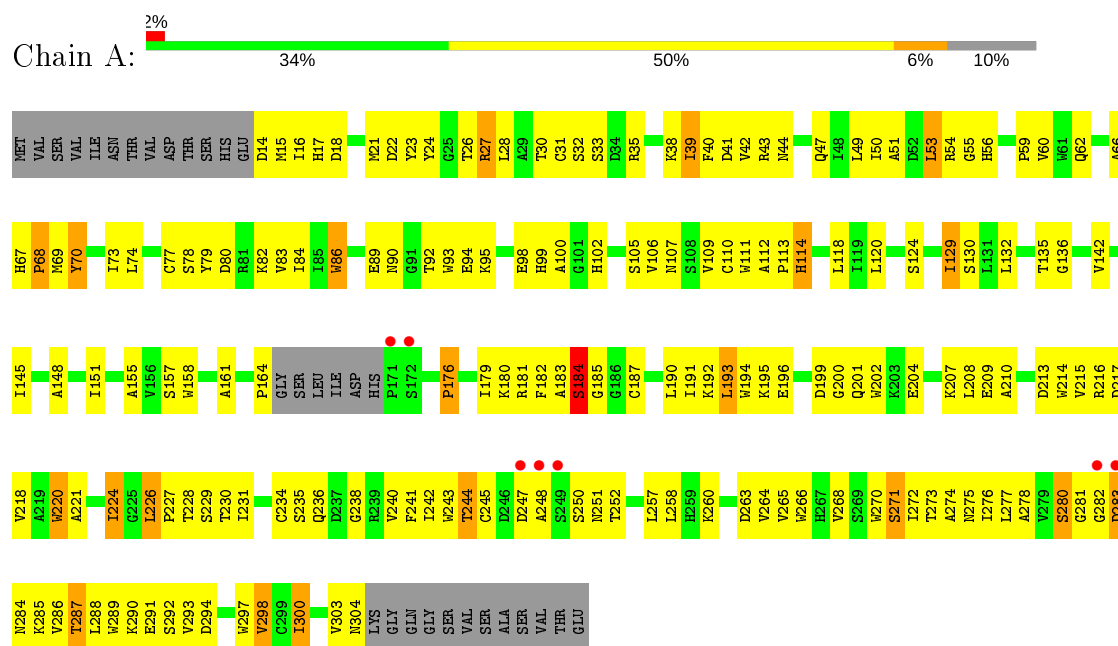 2%
Chain A: 34% 50% 6% 10%
MET VAL SER VAL ILE ASN THR VAL ASP THR SER HIS GLU D14 M15 I16 H17 D18 M21 D22 Y23 Y24 G25 T26 R27 L28 A29 T30 C31 S32 S33 D34 R35 K38 I39 F40 D41 V42 R43 N44 Q47 I48 L49 I50 A51 D52 L53 R54 G55 H56 P59 V60 W61 Q62 A66
H67 P68 M69 Y70 I73 L74 C77 S78 Y79 D80 R81 K82 V83 I84 I85 W86 E89 N90 G91 T92 W93 E94 K95 E98 H99 A100 G101 H102 S105 V106 N107 S108 V109 C110 W111 A112 P113 H114 L118 I119 L120 S124 I129 S130 L131 L132 T135 G136 V142
I145 A148 I151 A155 V156 S157 W158 A161 P164 GLY SER LEU ILE ASP HIS P171 S172 P176 I179 K180 R181 F182 A183 S184 G185 G186 C187 L190 I191 K192 L193 W194 K195 E196 D199 G200 Q201 W202 K203 E204 K207 L208 E209 A210 D213 W214 V215 R216 D217
V218 A219 W220 A221 I224 G225 L226 P227 T228 S229 T230 I231 C234 S235 Q236 D237 G238 R239 V240 F241 I242 W243 T244 C245 D246 D247 A248 S249 S250 N251 T252 L257 L258 H259 K260 D263 V264 V265 W266 H267 V268 S269 W270 S271 I272 T273 A274 N275 I276 L277 A278 V279 S280 G281 G282 D283
N284 K285 V286 T287 L288 W289 K290 E291 S292 V293 D294 W297 V298 C299 I300 V303 N304 LYS GLY GLN GLY SER VAL SER ALA SER VAL THR GLU